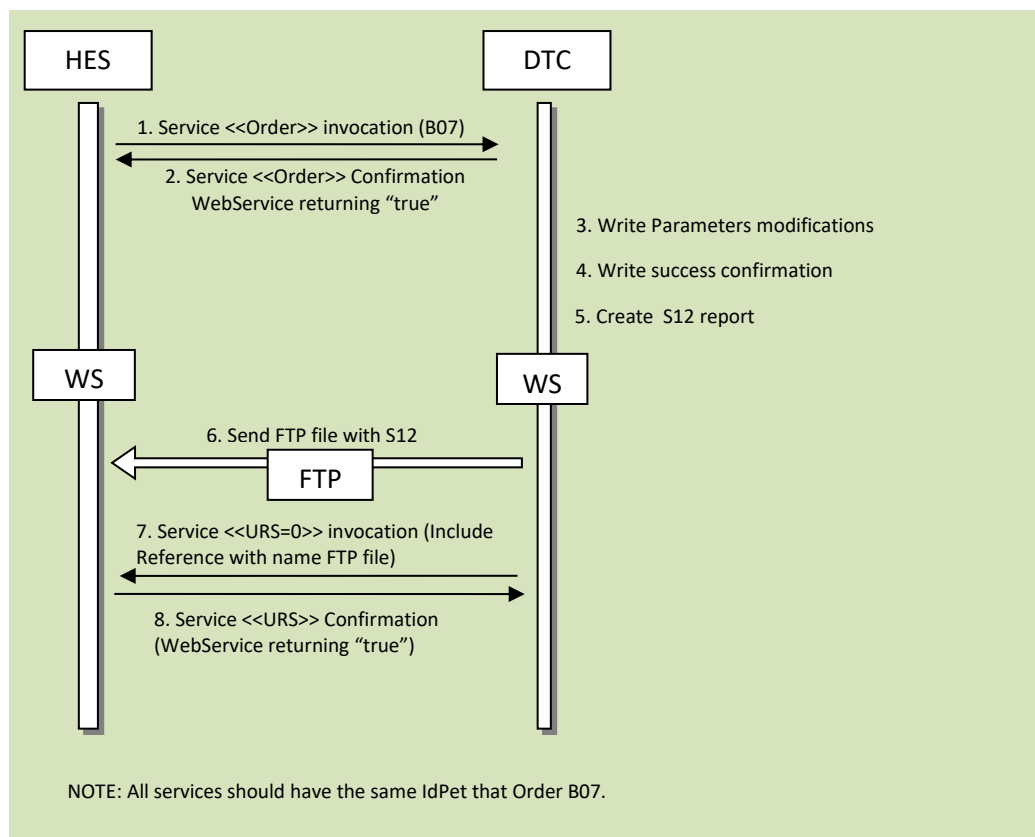 HES
DTC
1. Service <<Order>> invocation (B07)
2. Service <<Order>> Confirmation
WebService returning “true”
3. Write Parameters modifications
4. Write success confirmation
5. Create S12 report
WS
WS
6. Send FTP file with S12
FTP
7. Service <<URS=0>> invocation (Include
Reference with name FTP file)
8. Service <<URS>> Confirmation
(WebService returning “true”)
NOTE: All services should have the same IdPet that Order B07.